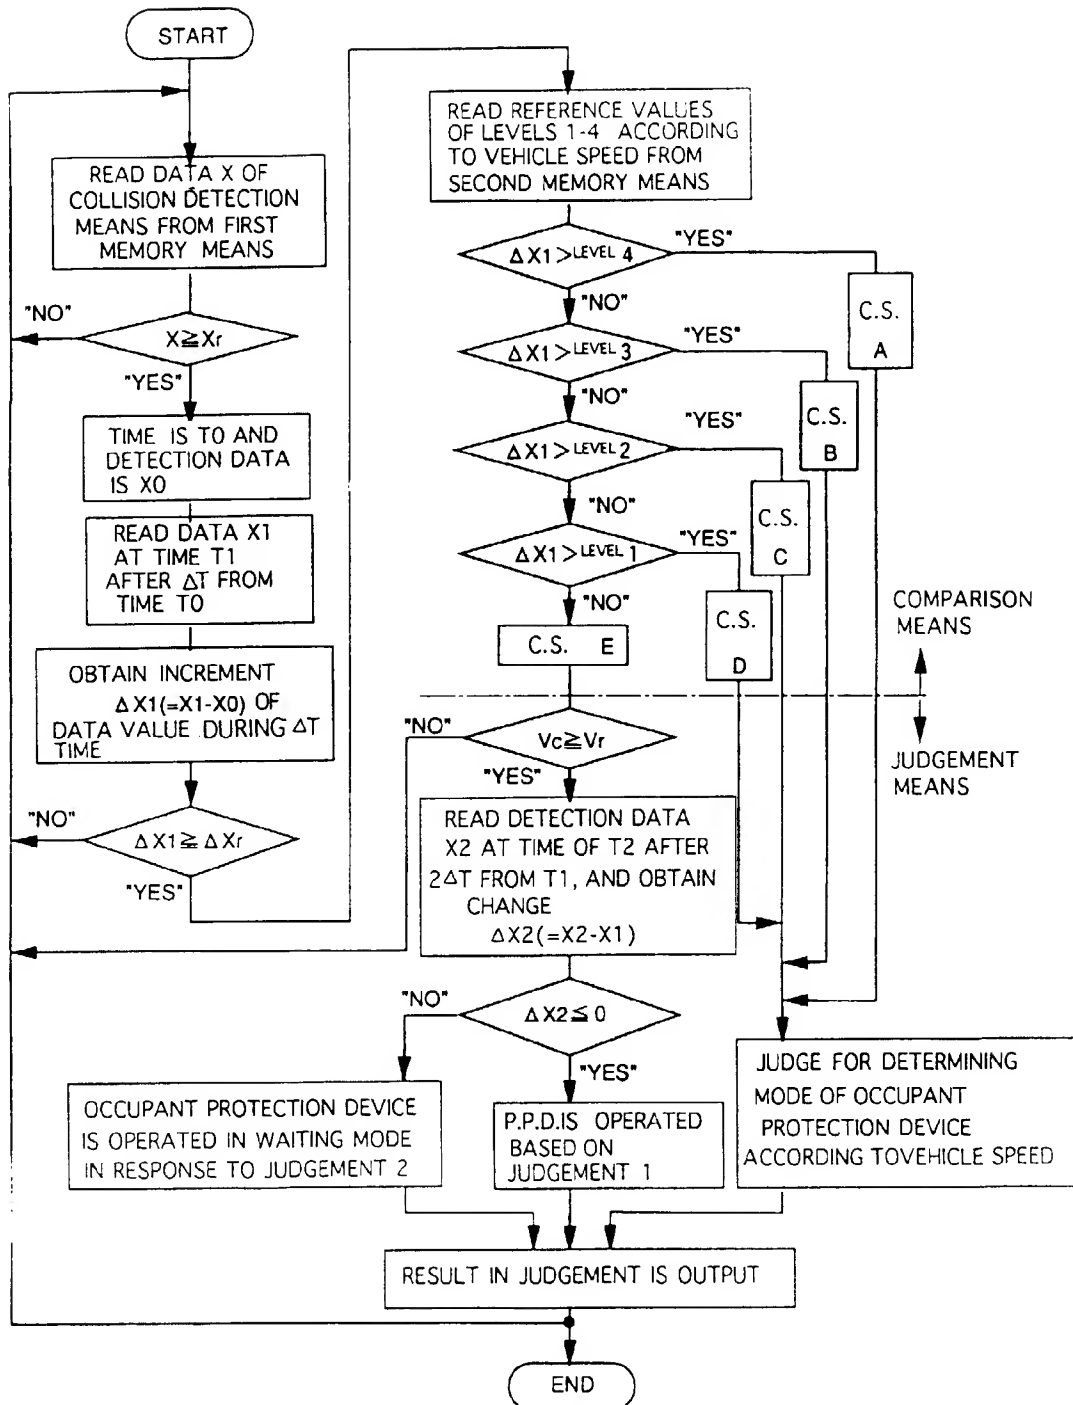 START
READ DATA X OF
COLLISION DETECTION
MEANS FROM FIRST
MEMORY MEANS
"NO"
X≧Xr
"YES"
TIME IS T0 AND
DETECTION DATA
IS X0
READ DATA X1
AT TIME T1
AFTER ΔT FROM
TIME T0
OBTAIN INCREMENT
ΔX1(=X1-X0) OF
DATA VALUE DURING ΔT
TIME
"NO"
ΔX1≧ΔXr
"YES"
READ REFERENCE VALUES
OF LEVELS 1-4 ACCORDING
TO VEHICLE SPEED FROM
SECOND MEMORY MEANS
ΔX1>LEVEL 4
"YES"
C.S.
A
"NO"
ΔX1>LEVEL 3
"YES"
C.S.
B
"NO"
ΔX1>LEVEL 2
"YES"
C.S.
C
"NO"
ΔX1>LEVEL 1
"YES"
C.S.
D
"NO"
C.S. E
COMPARISON
MEANS
JUDGEMENT
MEANS
"NO"
Vc≧Vr
"YES"
READ DETECTION DATA
X2 AT TIME OF T2 AFTER
2ΔT FROM T1, AND OBTAIN
CHANGE
ΔX2(=X2-X1)
"NO"
ΔX2≦0
"YES"
OCCUPANT PROTECTION DEVICE
IS OPERATED IN WAITING MODE
IN RESPONSE TO JUDGEMENT 2
P.P.D.IS OPERATED
BASED ON
JUDGEMENT 1
JUDGE FOR DETERMINING
MODE OF OCCUPANT
PROTECTION DEVICE
ACCORDING TOVEHICLE SPEED
RESULT IN JUDGEMENT IS OUTPUT
END